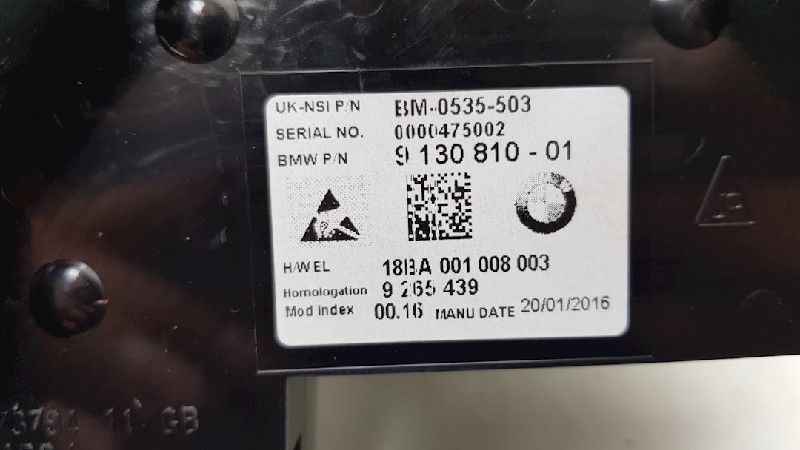 UK-NSI P/N BM-0535-503
SERIAL NO. 0000475002
BMW P/N 9 130 810 - 01
H/W EL 18BA 001 008 003
Homologation 9 265 439
Mod index 00.16 MANU DATE 20/01/2016
GB